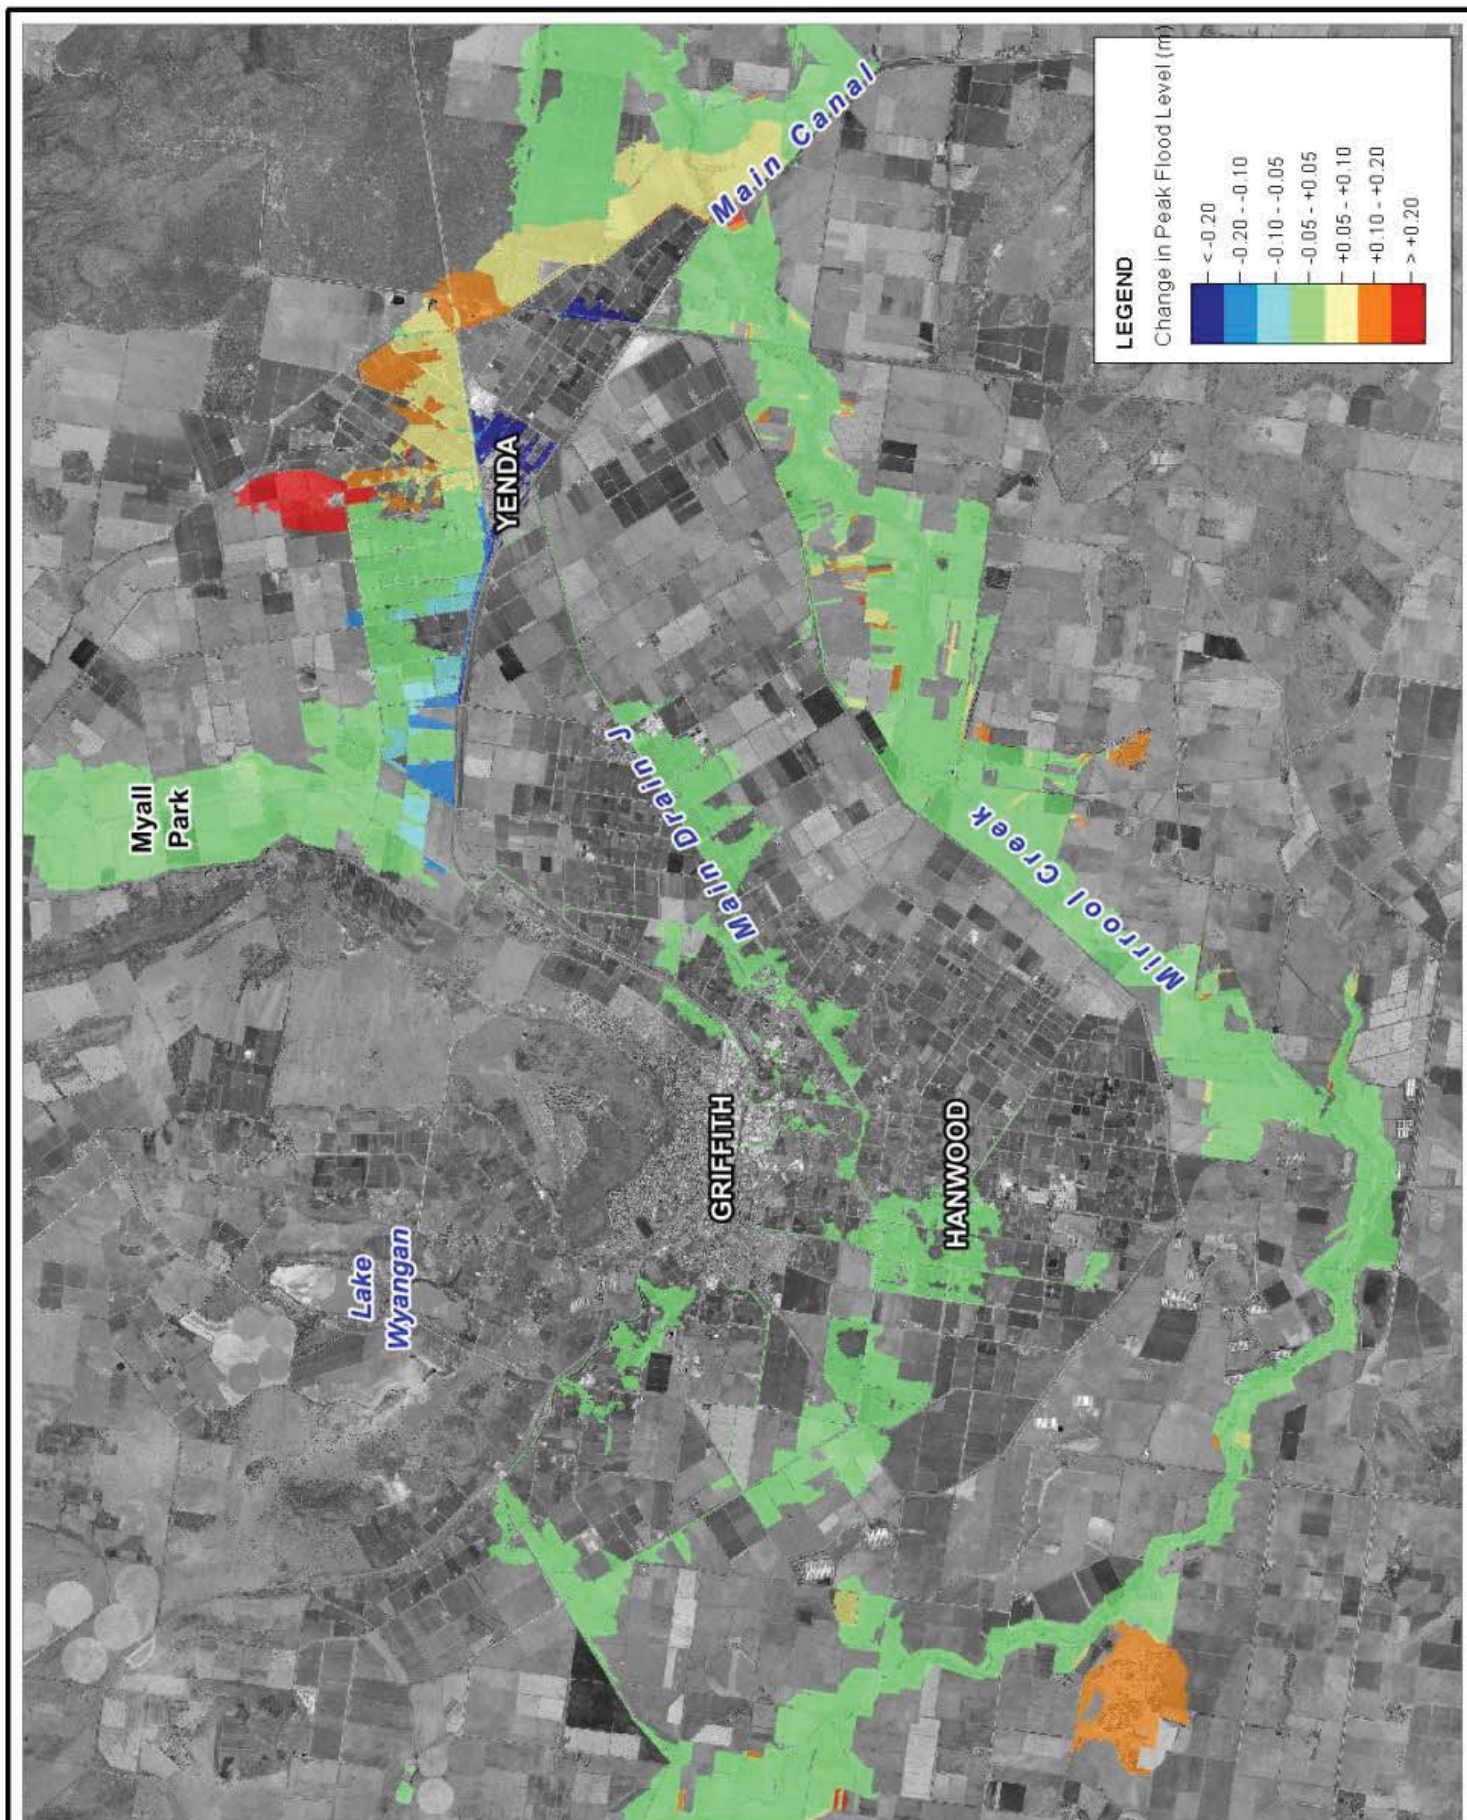 Myall
Park
YENDA
Main Canal
Main Drain J
Mirrool Creek
Lake
Wyangan
GRIFFITH
HANWOOD
LEGEND
Change in Peak Flood Level (m)
< -0.20
-0.20 - -0.10
-0.10 - -0.05
-0.05 - +0.05
+0.05 - +0.10
+0.10 - +0.20
> +0.20